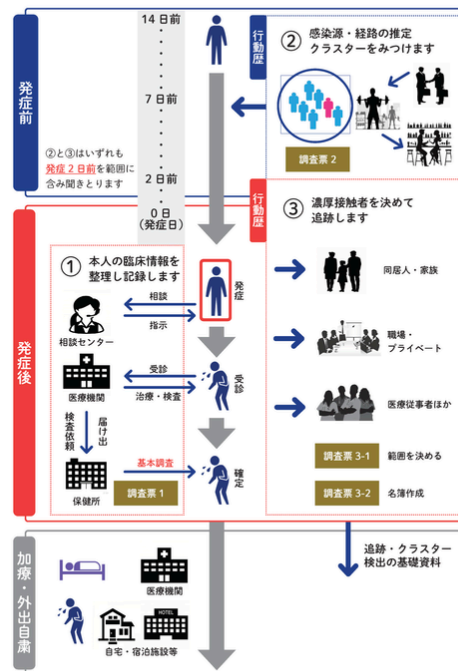 発症前
14日前
7日前
2日前
0日
(発症日)
行動歴
② 感染源・経路の推定
クラスターをみつけます
調査票 2
②と③はいずれも
発症2日前を範囲に
含み聞きとります
発症後
① 本人の臨床情報を
整理し記録します
相談
指示
相談センター
受診
治療・検査
医療機関
検査依頼
届け出
保健所
基本調査
調査票 1
発症
受診
確定
行動歴
③ 濃厚接触者を決めて
追跡します
同居人・家族
職場・
プライベート
医療従事者ほか
調査票 3-1 範囲を決める
調査票 3-2 名簿作成
追跡・クラスター
検出の基礎資料
加療・外出自粛
医療機関
HOTEL
自宅・宿泊施設等